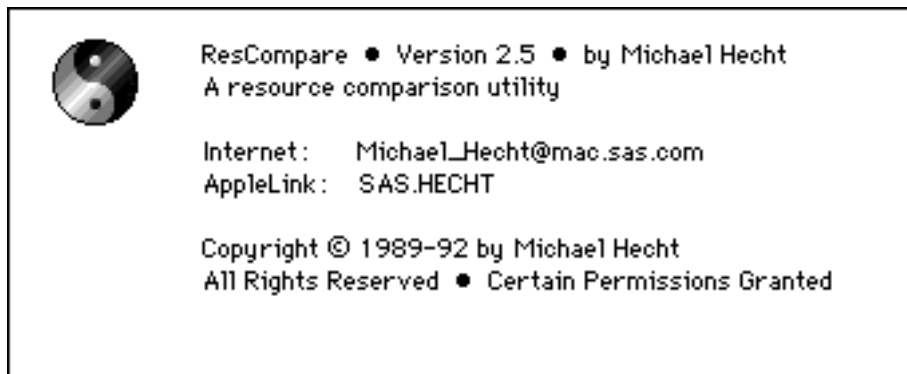 ResCompare ● Version 2.5 ● by Michael Hecht
A resource comparison utility
Internet: Michael_Hecht@mac.sas.com
AppleLink: SAS.HECHT
Copyright © 1989-92 by Michael Hecht
All Rights Reserved ● Certain Permissions Granted